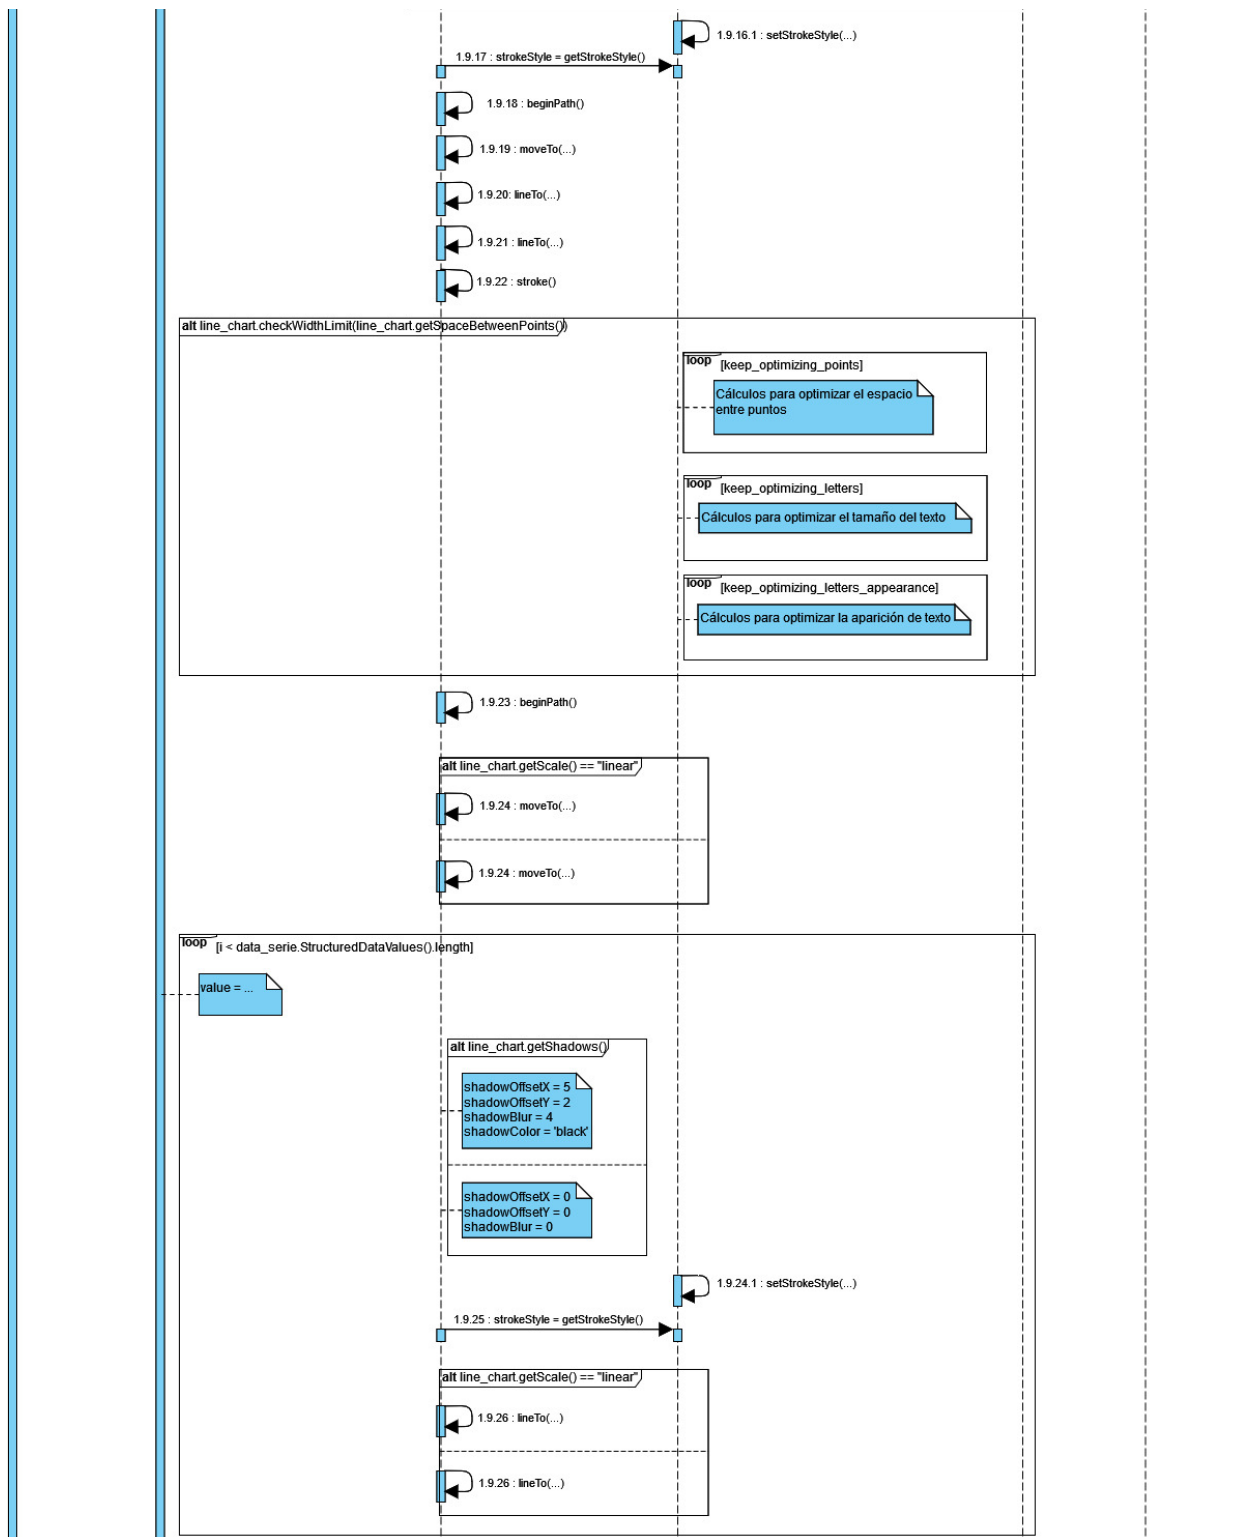 1.9.16.1 : setStrokeStyle(...)
1.9.17 : strokeStyle = getStrokeStyle()
1.9.18 : beginPath()
1.9.19 : moveTo(...)
1.9.20: lineTo(...)
1.9.21 : lineTo(...)
1.9.22 : stroke()
alt line_chart.checkWidthLimit(line_chart.getSpaceBetweenPoints())
loop [keep_optimizing_points]
Cálculos para optimizar el espacio
entre puntos
loop [keep_optimizing_letters]
Cálculos para optimizar el tamaño del texto
loop [keep_optimizing_letters_appearance]
Cálculos para optimizar la aparición de texto
1.9.23 : beginPath()
alt line_chart.getScale() == "linear"
1.9.24 : moveTo(...)
1.9.24 : moveTo(...)
loop [i < data_serie.StructuredDataValues().length]
value = ...
alt line_chart.getShadows()
shadowOffsetX = 5
shadowOffsetY = 2
shadowBlur = 4
shadowColor = 'black'
shadowOffsetX = 0
shadowOffsetY = 0
shadowBlur = 0
1.9.24.1 : setStrokeStyle(...)
1.9.25 : strokeStyle = getStrokeStyle()
alt line_chart.getScale() == "linear"
1.9.26 : lineTo(...)
1.9.26 : lineTo(...)